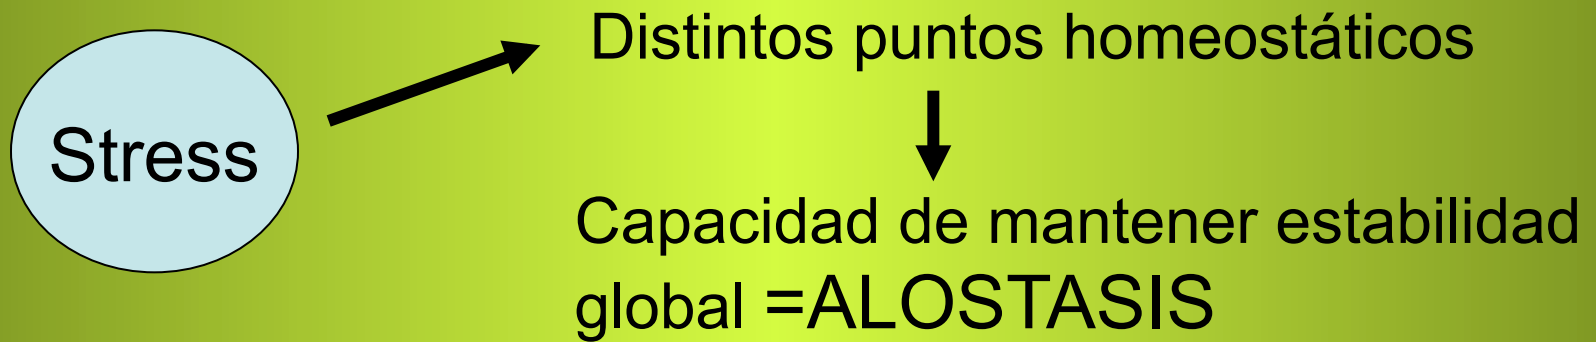 Stress
Distintos puntos homeostáticos
Capacidad de mantener estabilidad
global =ALOSTASIS